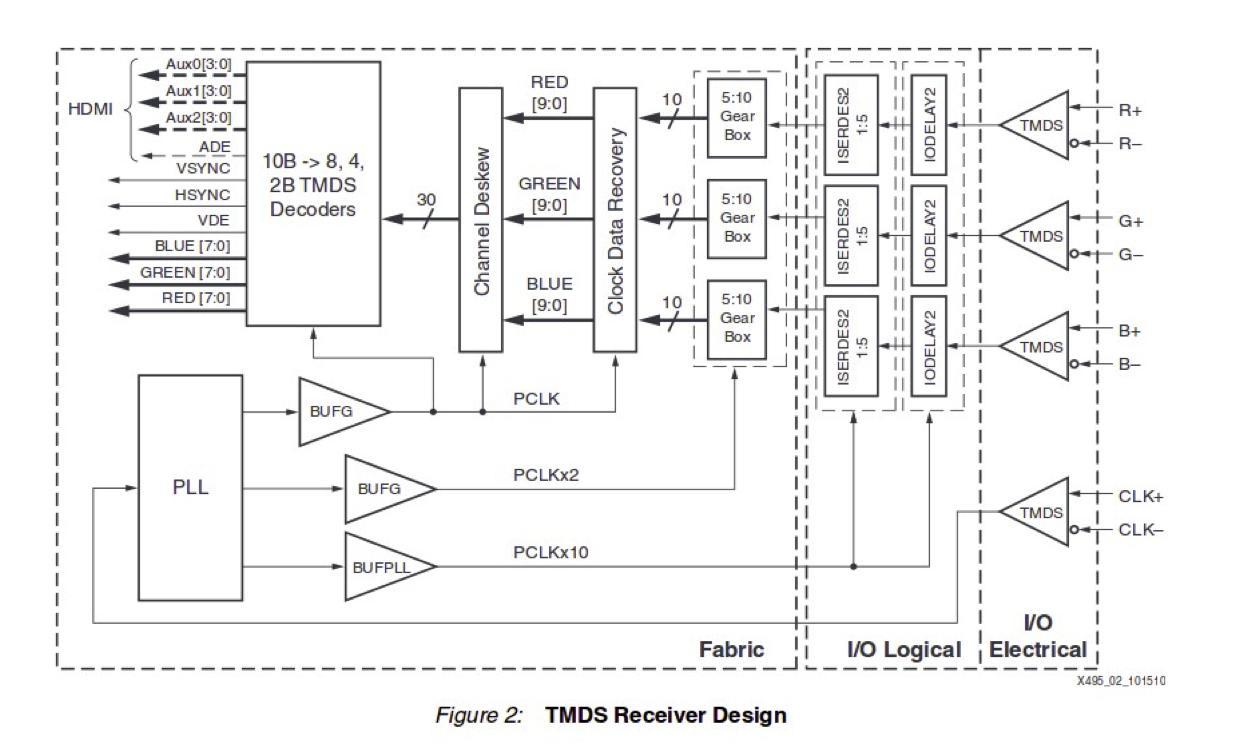 Aux0[3:0]
Aux1[3:0]
Aux2[3:0]
HDMI
ADE
VSYNC
HSYNC
VDE
BLUE [7:0]
GREEN [7:0]
RED [7:0]
10B -> 8, 4,
2B TMDS
Decoders
30
Channel Deskew
RED
[9:0]
GREEN
[9:0]
BLUE
[9:0]
Clock Data Recovery
10
10
10
5:10
Gear
Box
5:10
Gear
Box
5:10
Gear
Box
ISERDES2
1:5
ISERDES2
1:5
ISERDES2
1:5
IODELAY2
IODELAY2
IODELAY2
TMDS
R+
R–
TMDS
G+
G–
TMDS
B+
B–
PLL
BUFG
PCLK
BUFG
PCLKx2
BUFPLL
PCLKx10
TMDS
CLK+
CLK–
Fabric
I/O Logical
I/O
Electrical
X495_02_101510
Figure 2: TMDS Receiver Design